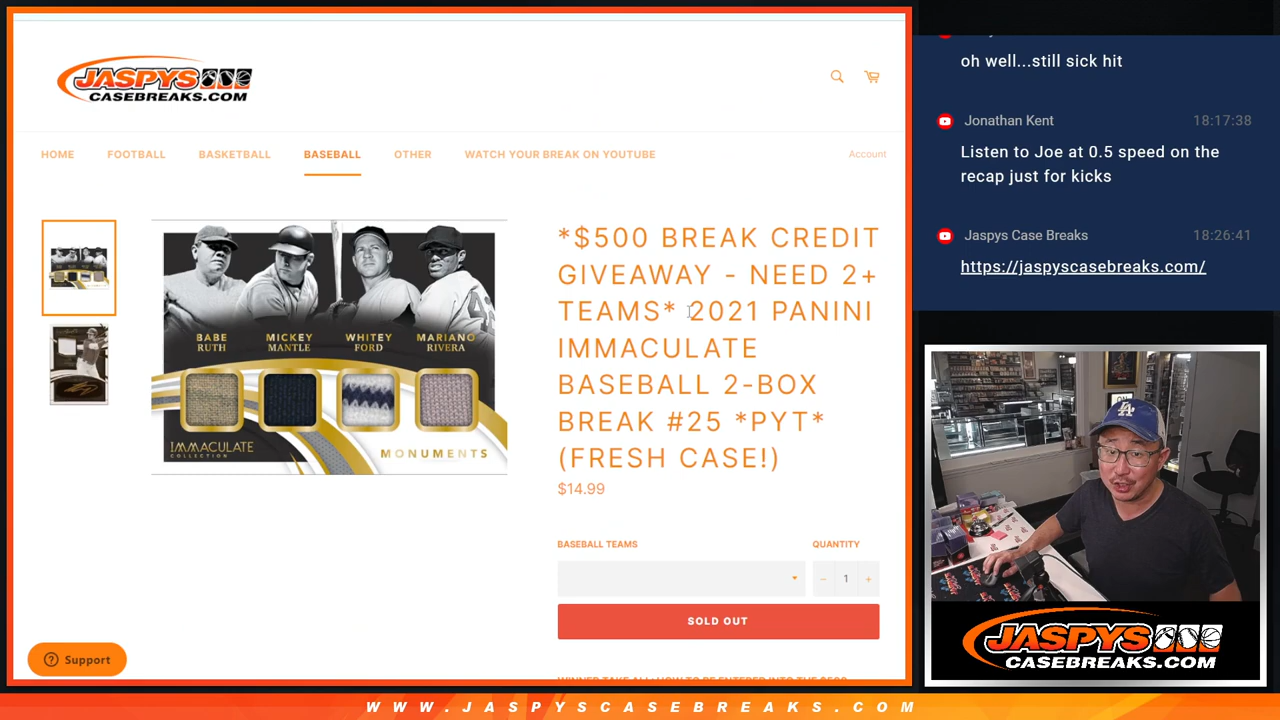 JASPYS
CASEBREAKS.COM
HOME
FOOTBALL
BASKETBALL
BASEBALL
OTHER
WATCH YOUR BREAK ON YOUTUBE
Account
BABE
RUTH
MICKEY
MANTLE
WHITEY
FORD
MARIANO
RIVERA
IMMACULATE
COLLECTION
MONUMENTS
*$500 BREAK CREDIT
GIVEAWAY - NEED 2+
TEAMS* 2021 PANINI
IMMACULATE
BASEBALL 2-BOX
BREAK #25 *PYT*
(FRESH CASE!)
$14.99
BASEBALL TEAMS
QUANTITY
− 1 +
SOLD OUT
Support
oh well...still sick hit
Jonathan Kent 18:17:38
Listen to Joe at 0.5 speed on the
recap just for kicks
Jaspys Case Breaks 18:26:41
https://jaspyscasebreaks.com/
LA
JASPYS
CASEBREAKS.COM
WWW.JASPYSCASEBREAKS.COM